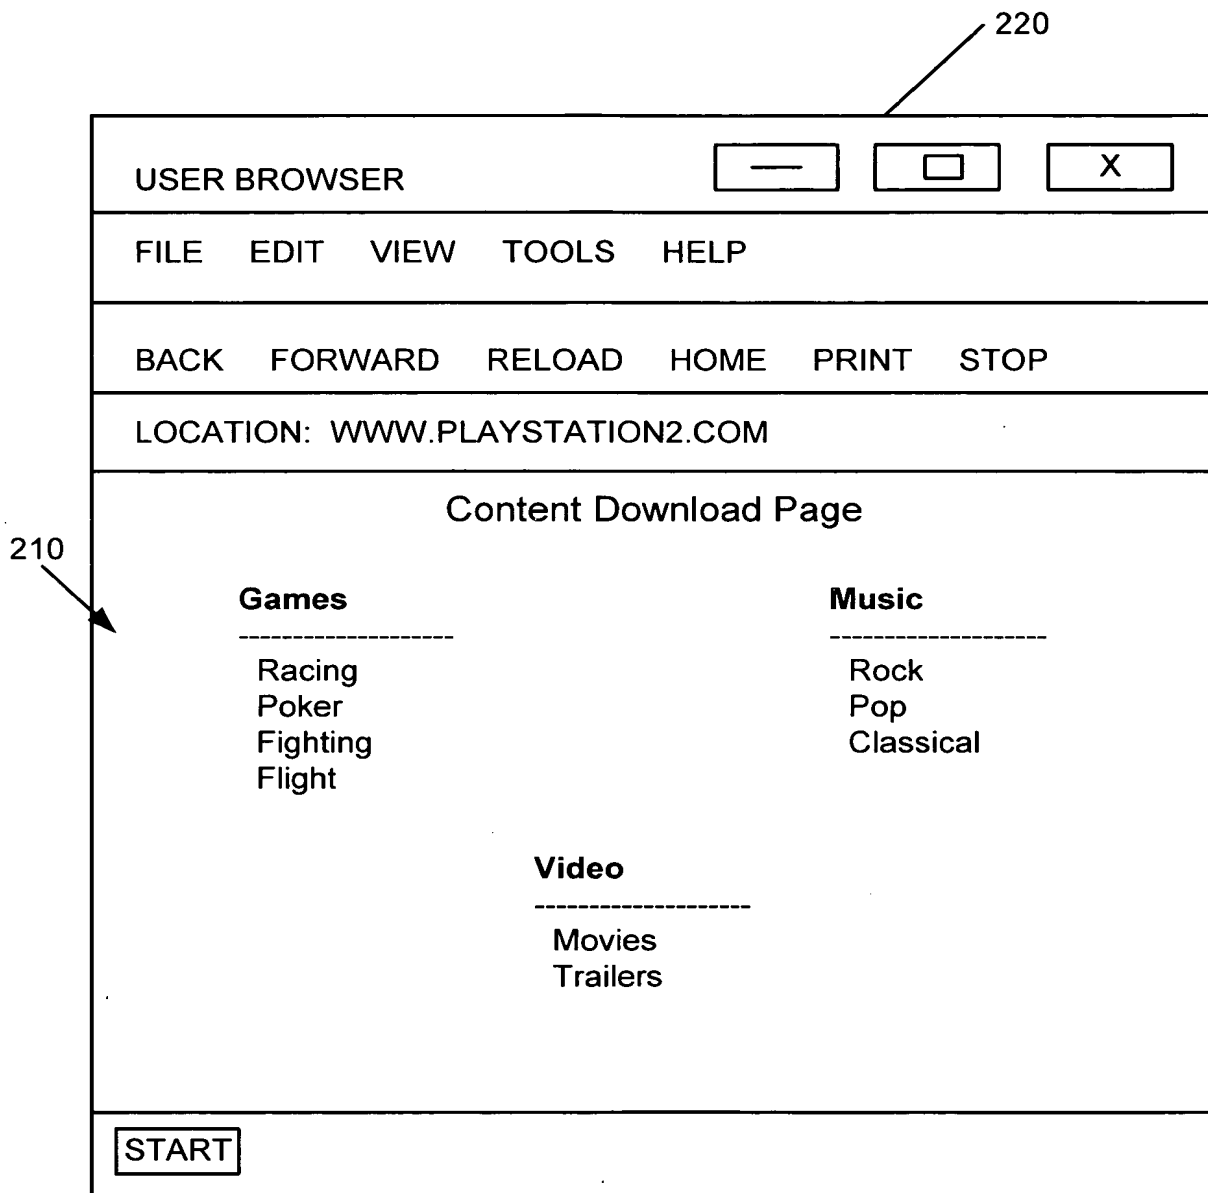 220
USER BROWSER X
FILE EDIT VIEW TOOLS HELP
BACK FORWARD RELOAD HOME PRINT STOP
LOCATION: WWW.PLAYSTATION2.COM
Content Download Page
210
Games
--------------------
Racing
Poker
Fighting
Flight
Music
--------------------
Rock
Pop
Classical
Video
--------------------
Movies
Trailers
START